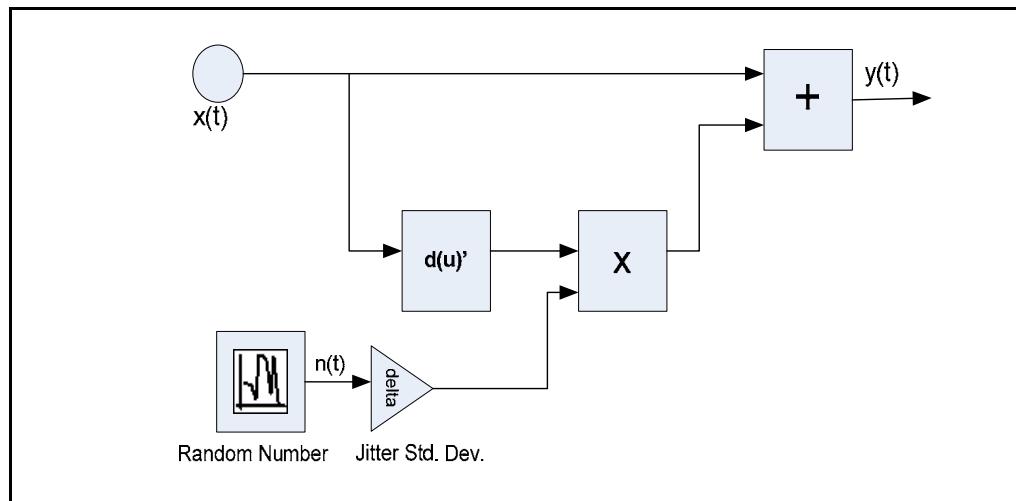 x(t)
+
y(t)
d(u)’
X
n(t)
delta
Random Number
Jitter Std. Dev.